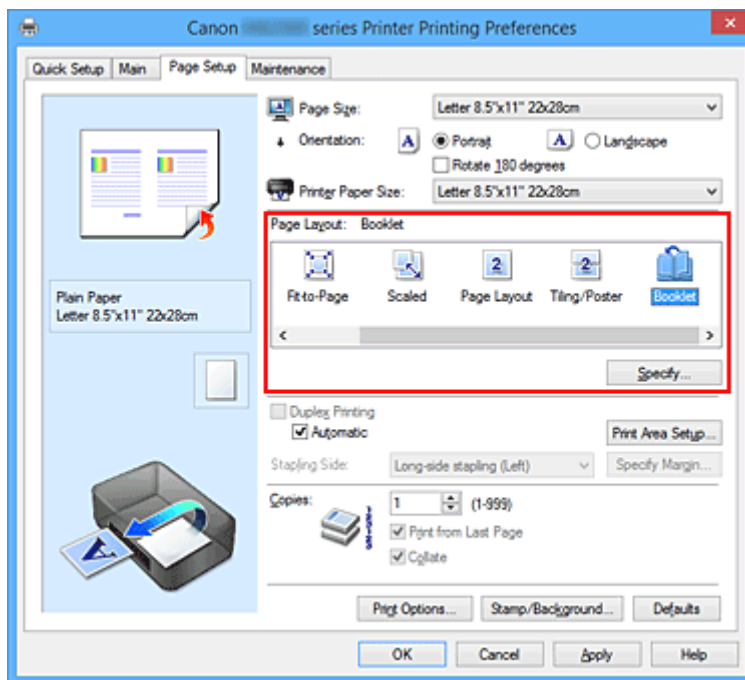 Canon series Printer Printing Preferences
Quick Setup Main Page Setup Maintenance
Page Size: Letter 8.5"x11" 22x28cm
Orientation: A Portrait A Landscape
Rotate 180 degrees
Printer Paper Size: Letter 8.5"x11" 22x28cm
Page Layout: Booklet
Fit-to-Page Scaled Page Layout Tiling/Poster Booklet
Specify...
Plain Paper
Letter 8.5"x11" 22x28cm
Duplex Printing
Automatic
Print Area Setup...
Stapling Side: Long-side stapling (Left) Specify Margin...
Copies: 1 (1-999)
Print from Last Page
Collate
Print Options... Stamp/Background... Defaults
OK Cancel Apply Help